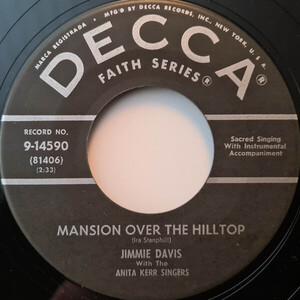 MARCA REGISTRADA • MF'D BY DECCA RECORDS, INC., NEW YORK, U.S.A.
DECCA®
FAITH SERIES®
RECORD NO.
9-14590
(81406)
(2:33)
Sacred Singing
With Instrumental
Accompaniment
MANSION OVER THE HILLTOP
(Ira Stanphill)
JIMMIE DAVIS
With The
ANITA KERR SINGERS